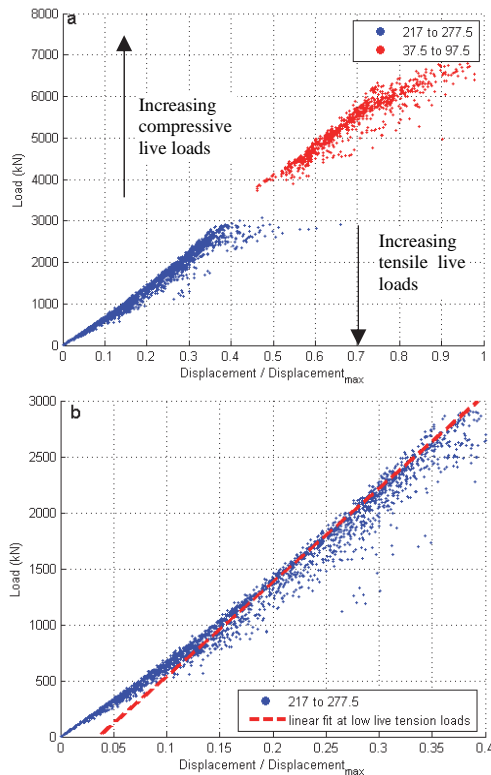 a
8000
7000
6000
5000
4000
3000
2000
1000
0
Load (kN)
217 to 277.5
37.5 to 97.5
Increasing
compressive
live loads
Increasing
tensile live
loads
0 0.1 0.2 0.3 0.4 0.5 0.6 0.7 0.8 0.9 1
Displacement / Displacementmax
b
3000
2500
2000
1500
1000
500
0
Load (kN)
217 to 277.5
linear fit at low live tension loads
0 0.05 0.1 0.15 0.2 0.25 0.3 0.35 0.4
Displacement / Displacementmax